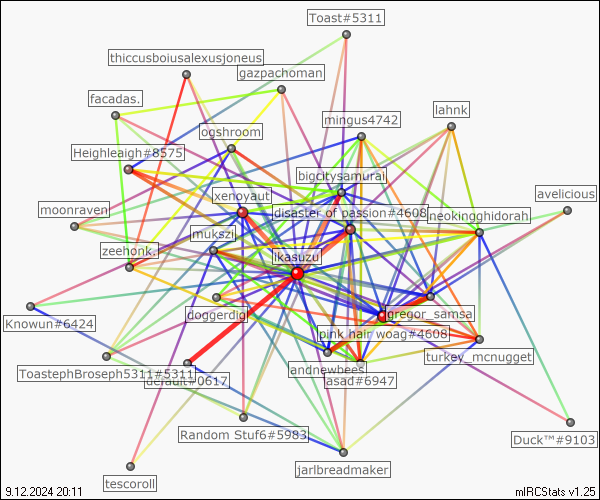 Toast#5311
thiccusboiusalexusjoneus
gazpachoman
facadas.
lahnk
mingus4742
ogshroom
Heighleaigh#8575
bigcitysamurai
xenoyaut
avelicious
moonraven
disaster of passion#4608
neokingghidorah
mukszi
zeehonk.
ikasuzu
doggerdig
gregor_samsa
Knowun#6424
pink hair woag#4608
turkey_mcnugget
andnewbees
ToastephBroseph5311#5311
default#0617
asad#6947
Random Stuf6#5983
Duck™#9103
jarlbreadmaker
tescoroll
9.12.2024 20:11
mIRCStats v1.25